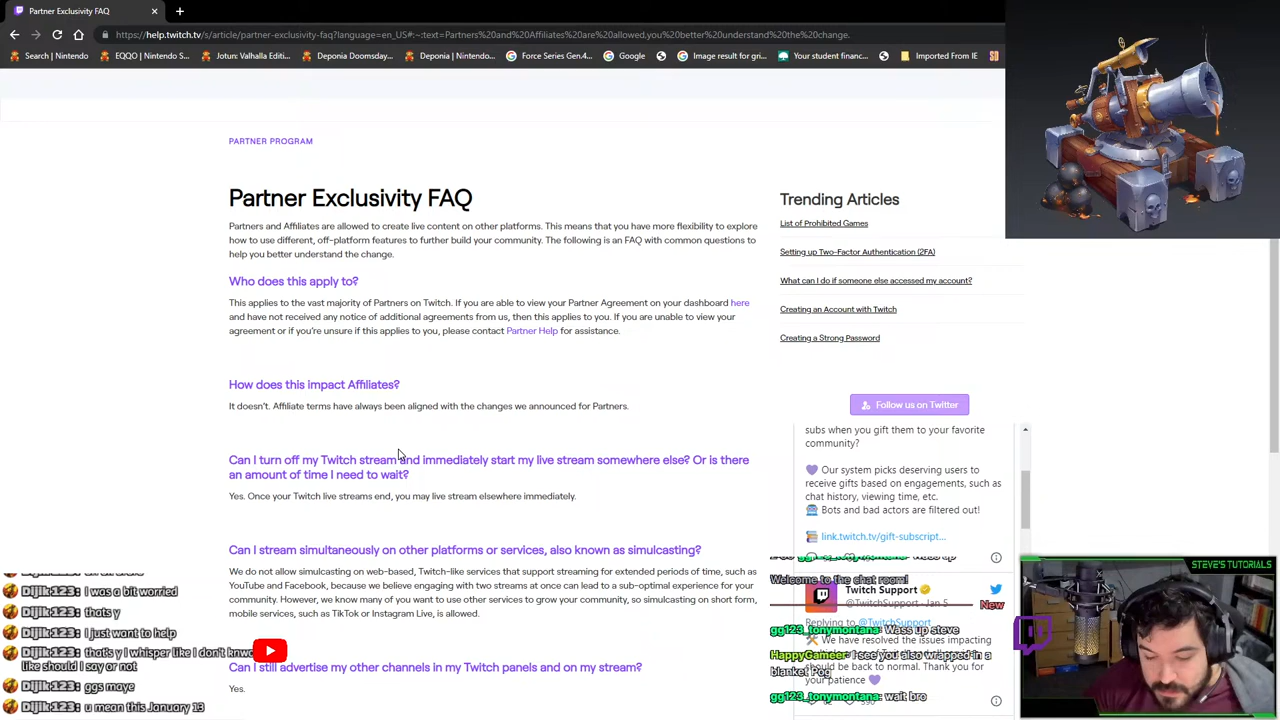 Partner Exclusivity FAQ
https://help.twitch.tv/s/article/partner-exclusivity-faq?language=en_US#:~:text=Partners%20and%20Affiliates%20are%20allowed,you%20better%20understand%20the%20change.
Search | Nintendo
EQQO | Nintendo S...
Jotun: Valhalla Editi...
Deponia Doomsday...
Deponia | Nintendo...
Force Series Gen.4...
Google
Image result for gri...
Your student financ...
Imported From IE
PARTNER PROGRAM
Partner Exclusivity FAQ
Partners and Affiliates are allowed to create live content on other platforms. This means that you have more flexibility to explore
how to use different, off-platform features to further build your community. The following is an FAQ with common questions to
help you better understand the change.
Who does this apply to?
This applies to the vast majority of Partners on Twitch. If you are able to view your Partner Agreement on your dashboard here
and have not received any notice of additional agreements from us, then this applies to you. If you are unable to view your
agreement or if you're unsure if this applies to you, please contact Partner Help for assistance.
How does this impact Affiliates?
It doesn't. Affiliate terms have always been aligned with the changes we announced for Partners.
Can I turn off my Twitch stream and immediately start my live stream somewhere else? Or is there
an amount of time I need to wait?
Yes. Once your Twitch live streams end, you may live stream elsewhere immediately.
Can I stream simultaneously on other platforms or services, also known as simulcasting?
We do not allow simulcasting on web-based, Twitch-like services that support streaming for extended periods of time, such as
YouTube and Facebook, because we believe engaging with two streams at once can lead to a sub-optimal experience for your
community. However, we know many of you want to use other services to grow your community, so simulcasting on short form,
mobile services, such as TikTok or Instagram Live, is allowed.
Can I still advertise my other channels in my Twitch panels and on my stream?
Yes.
Trending Articles
List of Prohibited Games
Setting up Two-Factor Authentication (2FA)
What can I do if someone else accessed my account?
Creating an Account with Twitch
Creating a Strong Password
Follow us on Twitter
subs when you gift them to your favorite
community?
Our system picks deserving users to
receive gifts based on engagements, such as
chat history, viewing time, etc.
Bots and bad actors are filtered out!
link.twitch.tv/gift-subscript...
Welcome to the chat room!
Twitch Support
@TwitchSupport · Jan 5
New
Replying to @TwitchSupport
We have resolved the issues impacting
should be back to normal. Thank you for
your patience
gg123_tonymontana: Wass up steve
HappyGameer: I see you also wrapped in a
blanket Pog
gg123_tonymontana: wait bro
Dijlk123: I was a bit worried
Dijlk123: thats y
Dijlk123: I just want to help
Dijlk123: thats y I whisper like I don't knwo
like should I say or not
Dijlk123: ggs maye
Dijlk123: u mean this January 13
STEVE'S TUTORIALS